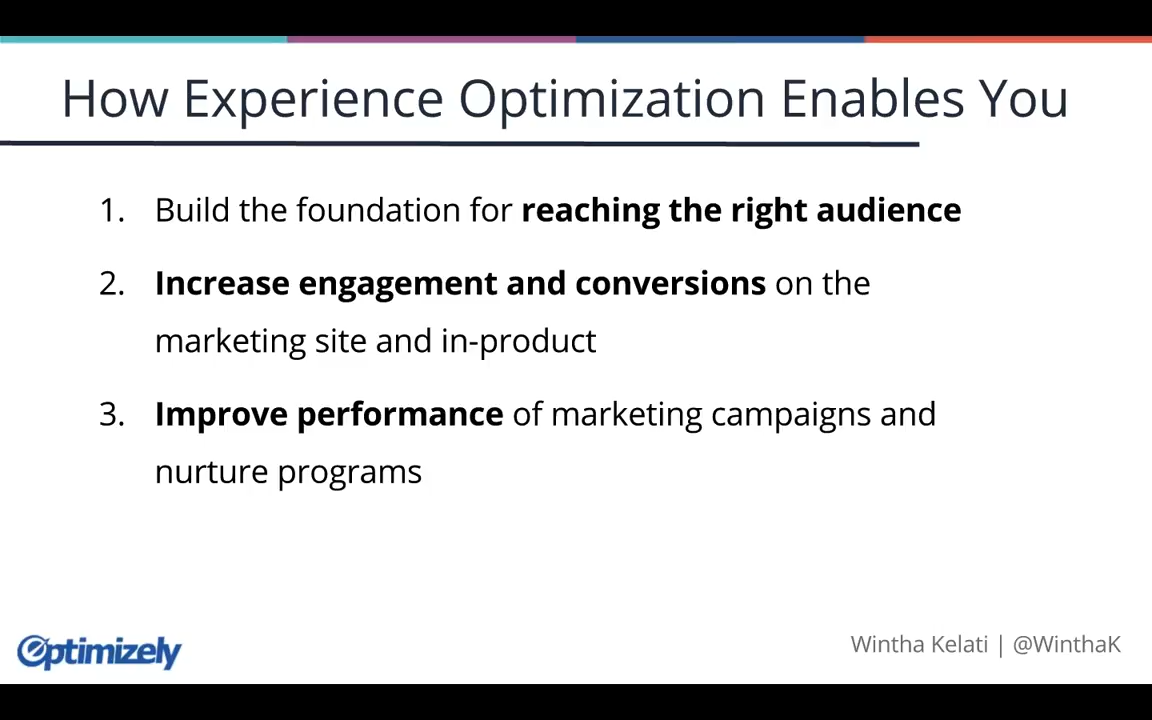 How Experience Optimization Enables You
1. Build the foundation for reaching the right audience
2. Increase engagement and conversions on the
marketing site and in-product
3. Improve performance of marketing campaigns and
nurture programs
Optimizely
Wintha Kelati | @WinthaK